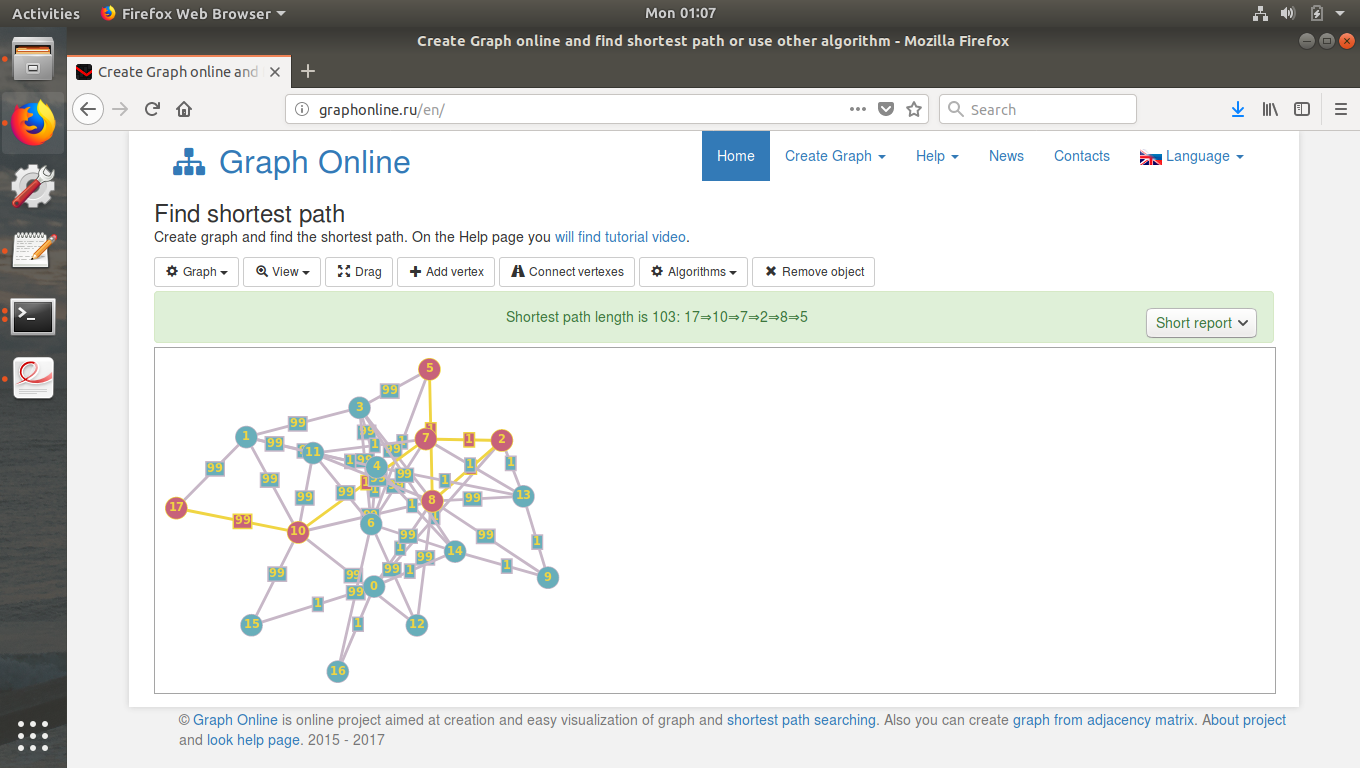 Activities Firefox Web Browser Mon 01:07
Create Graph online and find shortest path or use other algorithm - Mozilla Firefox
Create Graph online and
graphonline.ru/en/ Search
Graph Online Home Create Graph Help News Contacts Language
Find shortest path
Create graph and find the shortest path. On the Help page you will find tutorial video.
Graph View Drag Add vertex Connect vertexes Algorithms Remove object
Shortest path length is 103: 17⇒10⇒7⇒2⇒8⇒5
Short report
5
99
3
99
1 99 11 99 1 7 1 2
99 99 4 99 1 1
99 99 99 1 99 13
17 99 10 1 8
6 99 99 1
14
99 99 99 1 1 9
99 0
15 1 1 12
16
© Graph Online is online project aimed at creation and easy visualization of graph and shortest path searching. Also you can create graph from adjacency matrix. About project
and look help page. 2015 - 2017